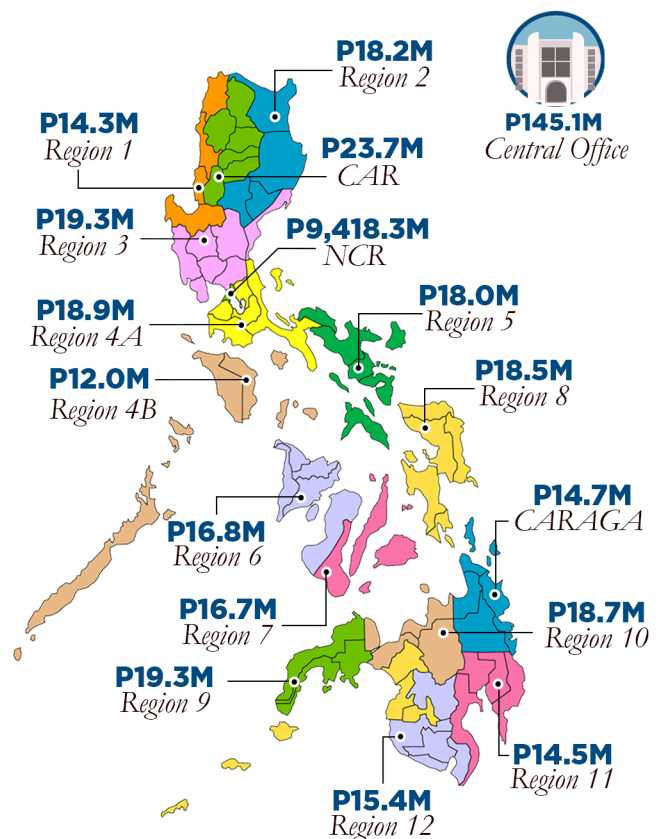 P18.2M
Region 2
P145.1M
Central Office
P14.3M
Region 1
P23.7M
CAR
P19.3M
Region 3
P9,418.3M
NCR
P18.9M
Region 4A
P18.0M
Region 5
P12.0M
Region 4B
P18.5M
Region 8
P14.7M
CARAGA
P16.8M
Region 6
P16.7M
Region 7
P18.7M
Region 10
P19.3M
Region 9
P14.5M
Region 11
P15.4M
Region 12